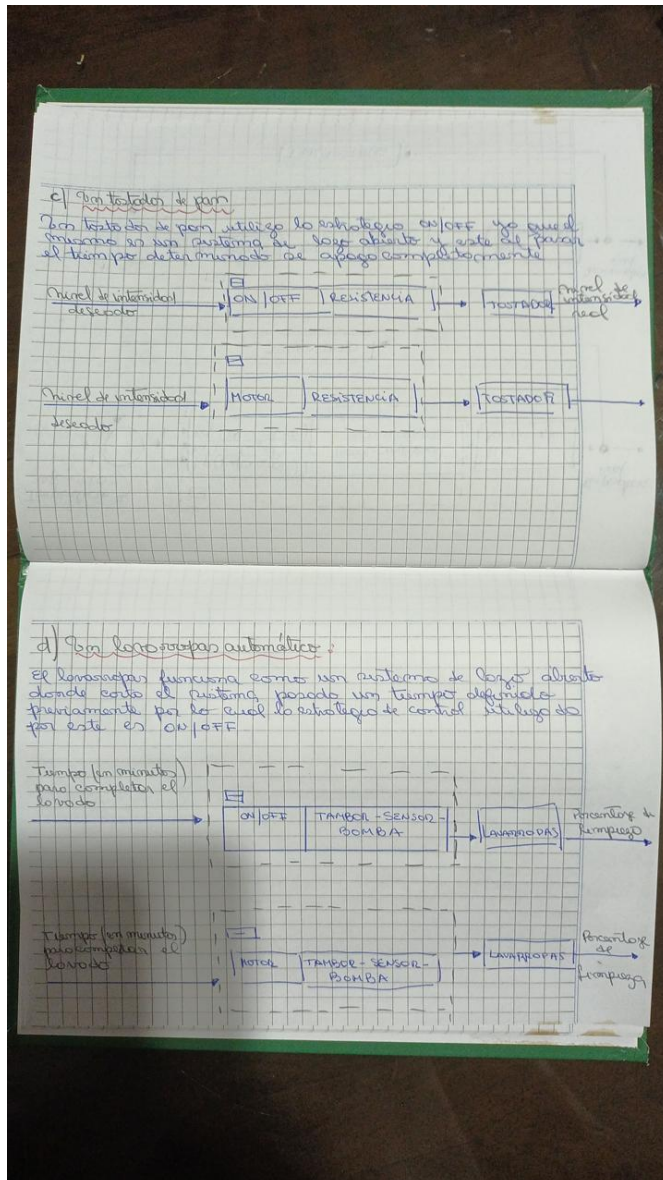 c) Un tostador de pan
Un tostador de pan utiliza la estrategia ON/OFF ya que el
mismo es un sistema de lazo abierto y este al pasar
el tiempo determinado se apaga completamente
nivel de intensidad
deseado
ON/OFF RESISTENCIA
TOSTADOR
nivel de
intensidad
real
nivel de intensidad
deseado
MOTOR RESISTENCIA
TOSTADOR
d) Un lavarropas automático:
El lavarropas funciona como un sistema de lazo abierto
donde corta el sistema pasado un tiempo definido
previamente por lo cual la estrategia de control utilizada
por este es ON/OFF
Tiempo (en minutos)
para completar el
lavado
ON/OFF TAMBOR-SENSOR-
BOMBA
LAVARROPAS
Porcentaje de
limpieza
Tiempo (en minutos)
para completar el
lavado
MOTOR TAMBOR-SENSOR-
BOMBA
LAVARROPAS
Porcentaje
de
limpieza